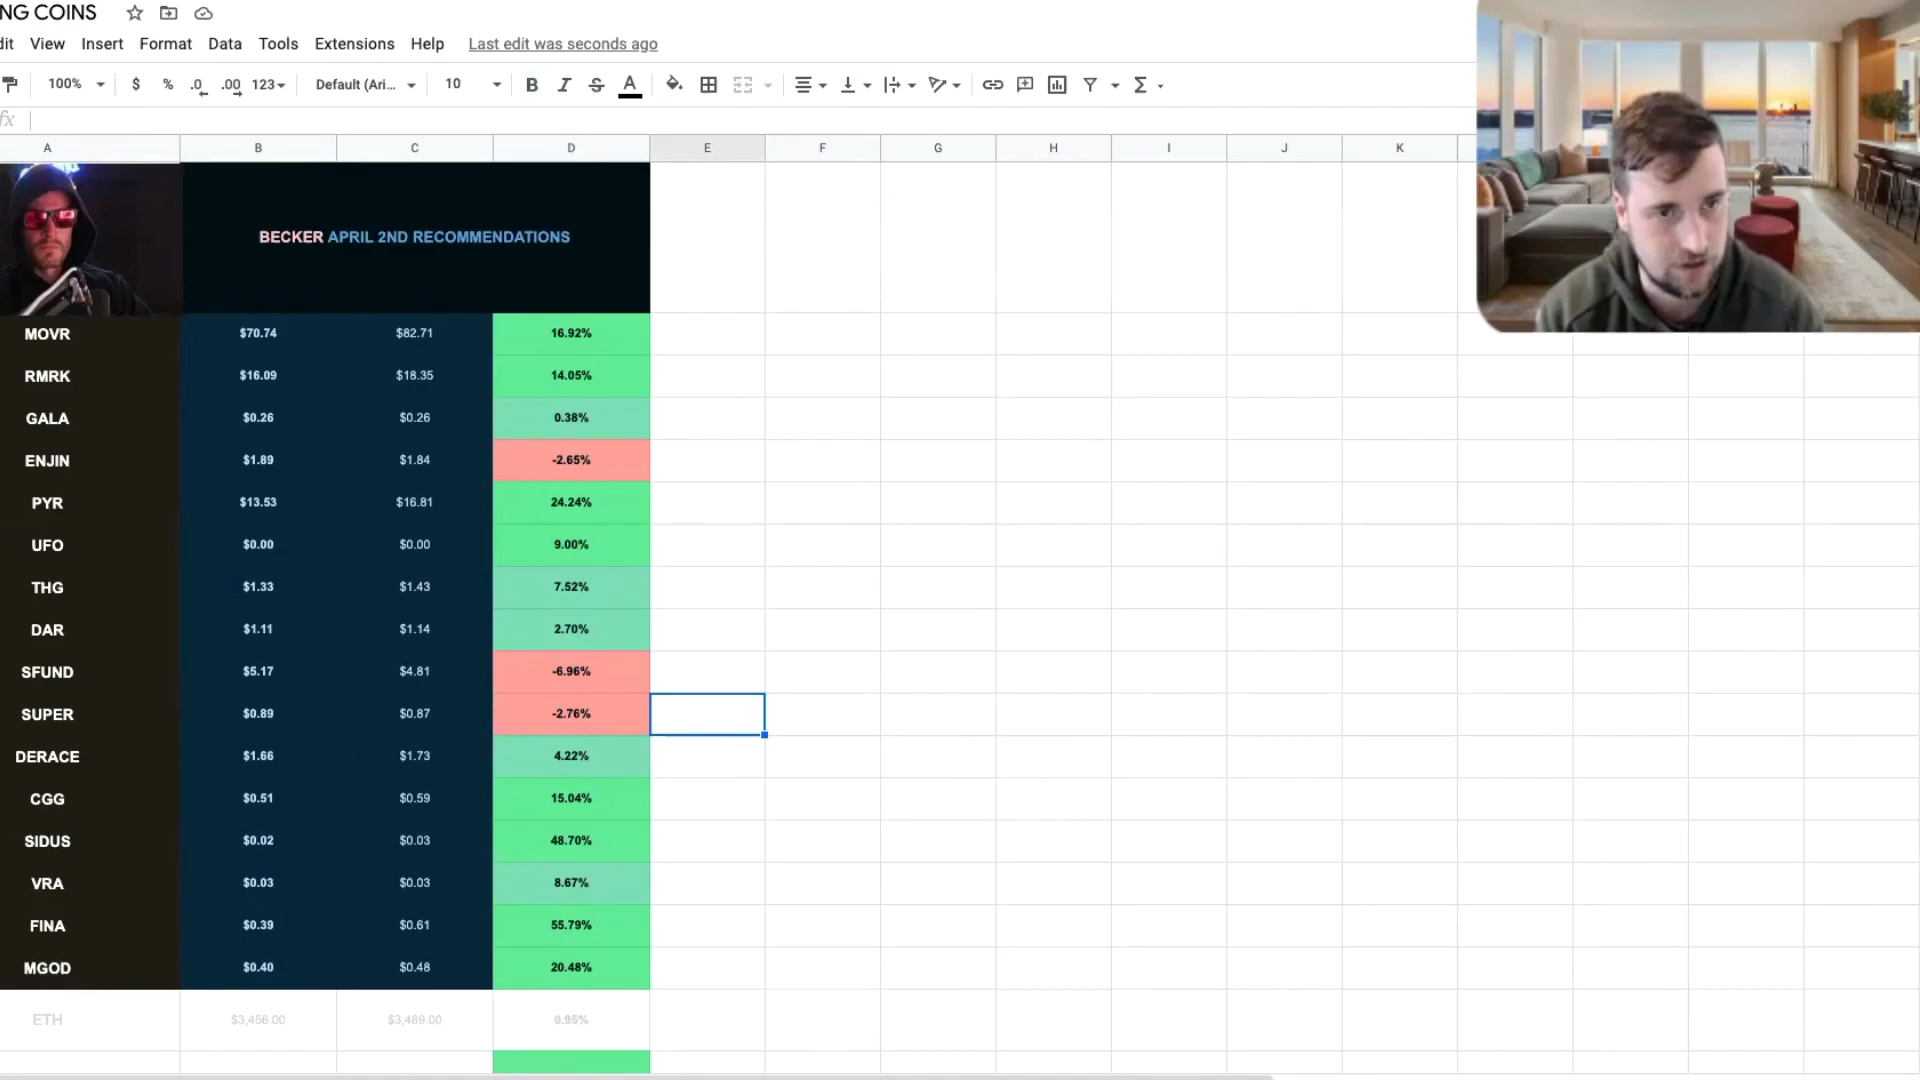 NG COINS
dit View Insert Format Data Tools Extensions Help Last edit was seconds ago
100% $ % .0 .00 123 Default (Ari... 10 B I S A Σ
fx
A B C D E F G H I J K
BECKER APRIL 2ND RECOMMENDATIONS
MOVR $70.74 $82.71 16.92%
RMRK $16.09 $18.35 14.05%
GALA $0.26 $0.26 0.38%
ENJIN $1.89 $1.84 -2.65%
PYR $13.53 $16.81 24.24%
UFO $0.00 $0.00 9.00%
THG $1.33 $1.43 7.52%
DAR $1.11 $1.14 2.70%
SFUND $5.17 $4.81 -6.96%
SUPER $0.89 $0.87 -2.76%
DERACE $1.66 $1.73 4.22%
CGG $0.51 $0.59 15.04%
SIDUS $0.02 $0.03 48.70%
VRA $0.03 $0.03 8.67%
FINA $0.39 $0.61 55.79%
MGOD $0.40 $0.48 20.48%
ETH $3,456.00 $3,489.00 0.95%